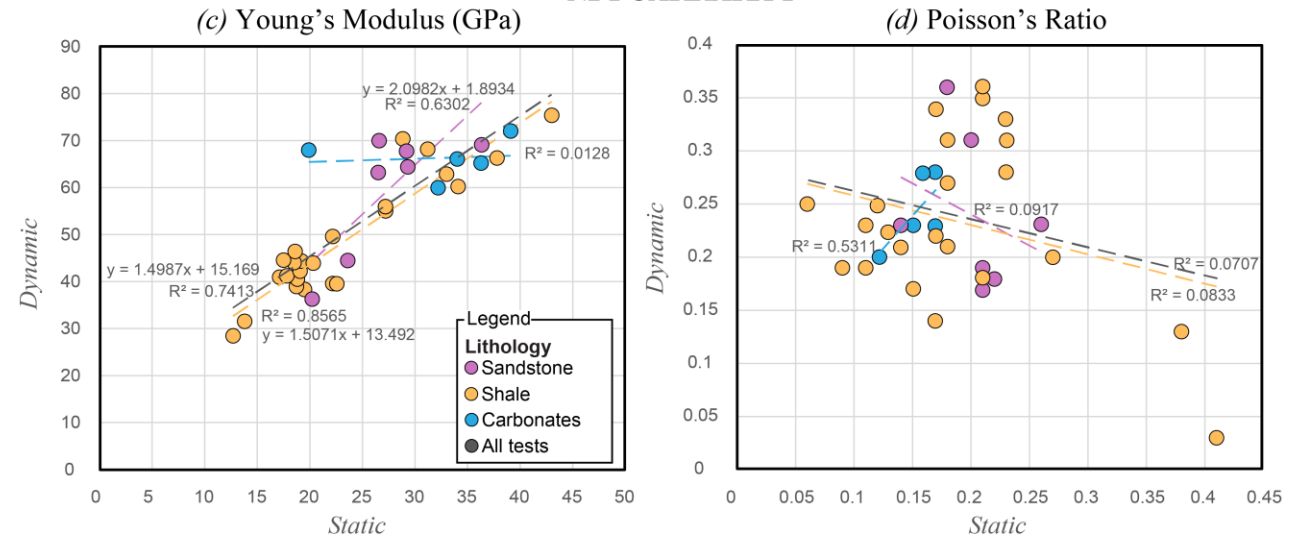 (c) Young's Modulus (GPa)
90
80
70
60
50
40
30
20
10
0
0 5 10 15 20 25 30 35 40 45 50
Dynamic
Static
y = 2.0982x + 1.8934
R² = 0.6302
R² = 0.0128
y = 1.4987x + 15.169
R² = 0.7413
R² = 0.8565
y = 1.5071x + 13.492
Legend
Lithology
Sandstone
Shale
Carbonates
All tests
(d) Poisson's Ratio
0.4
0.35
0.3
0.25
0.2
0.15
0.1
0.05
0
0 0.05 0.1 0.15 0.2 0.25 0.3 0.35 0.4 0.45
Dynamic
Static
R² = 0.0917
R² = 0.5311
R² = 0.0707
R² = 0.0833